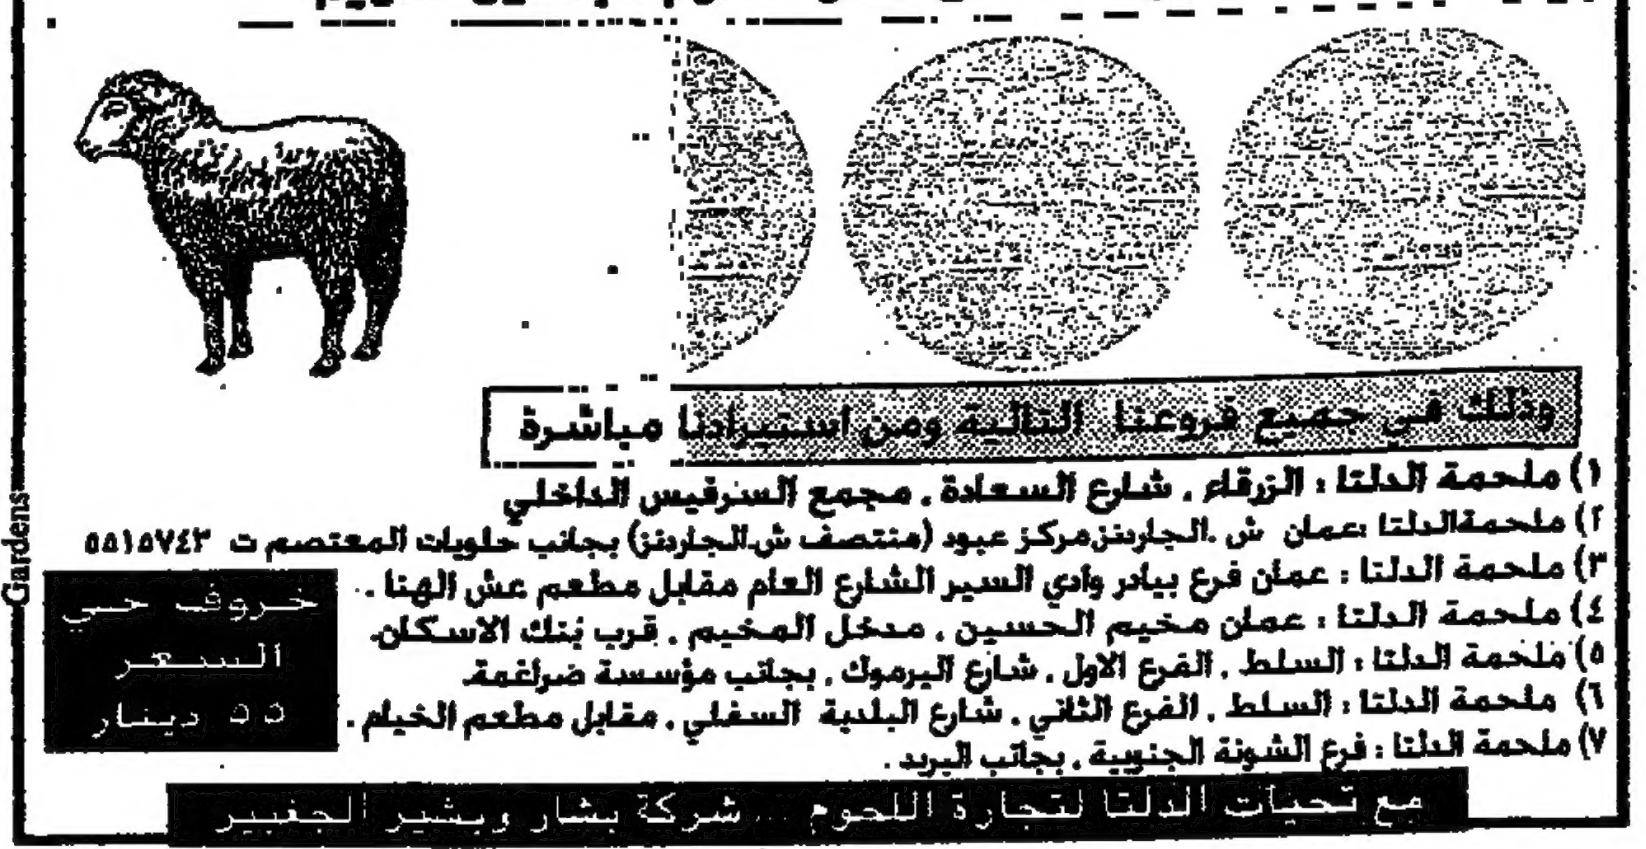 وذلك في جميع فروعنا التالية ومن استيرادنا مباشرة
١) ملحمة الدلتا : الزرقاء . شارع السعادة . مجمع السرفيس الداخلي
٢) ملحمة الدلتا :عمان ش .الجاردنز مركز عبود (منتصف ش.الجاردنز) بجانب حلويات المعتصم ت ٥٥١٥٧٤٣
٣) ملحمة الدلتا : عمان فرع بيادر وادي السير الشارع العام مقابل مطعم عش الهنا .
٤) ملحمة الدلتا : عمان مخيم الحسين . مدخل المخيم . قرب بنك الاسكان.
٥) ملحمة الدلتا : السلط . الفرع الاول . شارع اليرموك . بجانب مؤسسة ضراغمة.
٦) ملحمة الدلتا : السلط . الفرع الثاني . شارع البلدية السفلي . مقابل مطعم الخيام .
٧) ملحمة الدلتا : فرع الشونة الجنوبية . بجانب البريد .
خروف حي
السعر
دينار
مع تحيات الدلتا لتجارة اللحوم ... شركة بشار وبشير الجغبير
Gardens